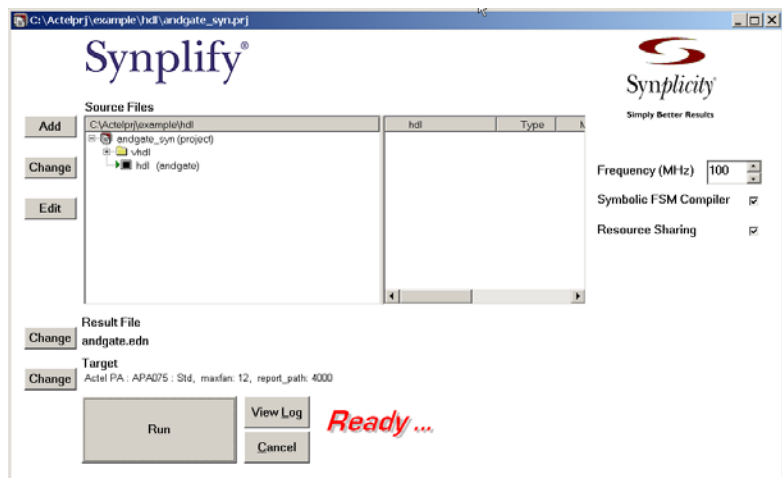 C:\Actelprj\example\hdl\andgate_syn.prj
Synplify®
Synplicity®
Simply Better Results
Source Files
Add
C:\Actelprj\example\hdl
hdl Type
andgate_syn (project)
vhdl
hdl (andgate)
Change
Frequency (MHz) 100
Edit
Symbolic FSM Compiler
Resource Sharing
Result File
Change
andgate.edn
Target
Change
Actel PA : APA075 : Std, maxfan: 12, report_path: 4000
Run
View Log
Cancel
Ready ...